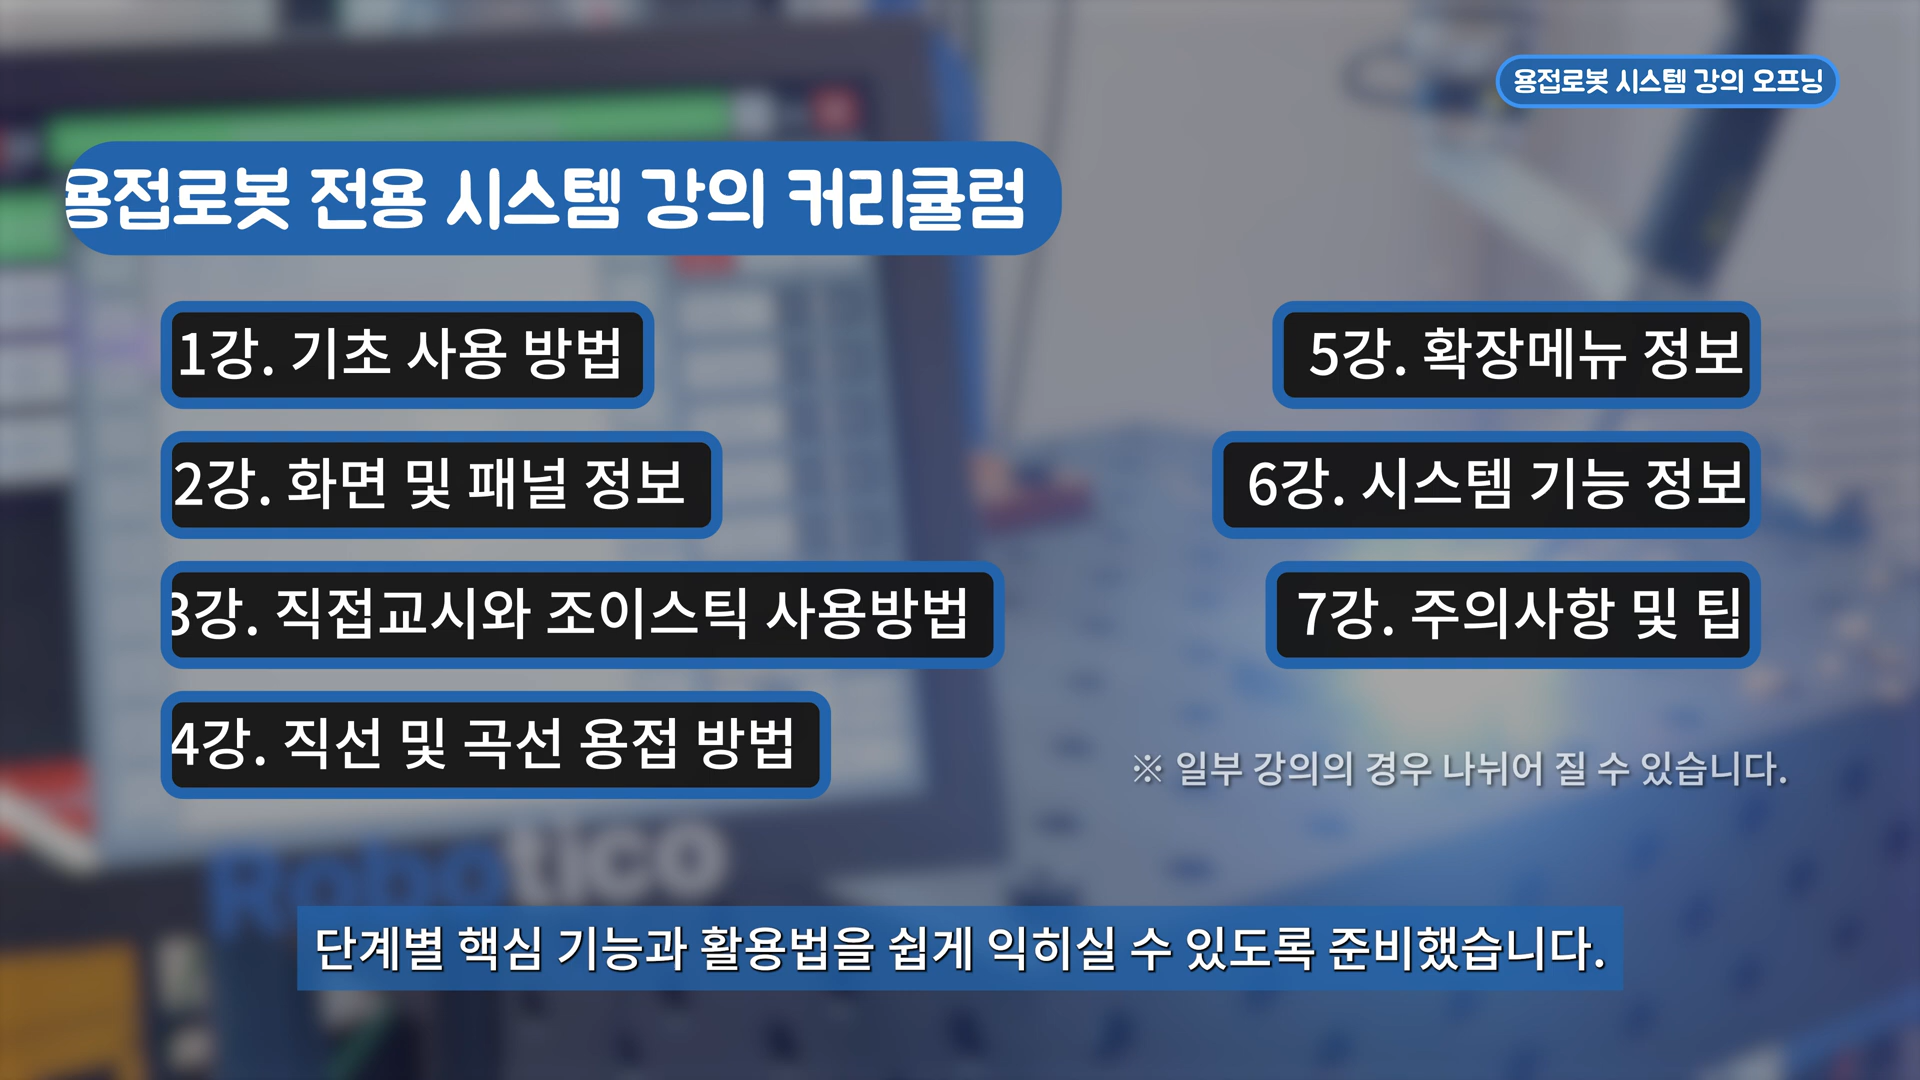 용접로봇 시스템 강의 오프닝
용접로봇 전용 시스템 강의 커리큘럼
1강. 기초 사용 방법
2강. 화면 및 패널 정보
3강. 직접교시와 조이스틱 사용방법
4강. 직선 및 곡선 용접 방법
5강. 확장메뉴 정보
6강. 시스템 기능 정보
7강. 주의사항 및 팁
※ 일부 강의의 경우 나뉘어 질 수 있습니다.
Robotico
단계별 핵심 기능과 활용법을 쉽게 익히실 수 있도록 준비했습니다.